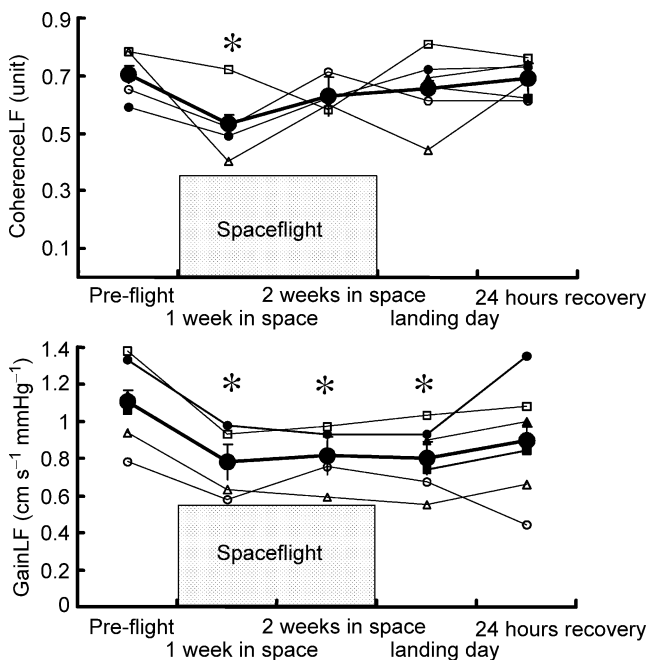 0.9
*
0.7
0.5
0.3
0.1
CoherenceLF (unit)
Spaceflight
Pre-flight
2 weeks in space
24 hours recovery
1 week in space
landing day
1.4
1.2
1
0.8
0.6
0.4
0.2
0
* * *
GainLF (cm s⁻¹ mmHg⁻¹)
Spaceflight
Pre-flight
2 weeks in space
24 hours recovery
1 week in space
landing day